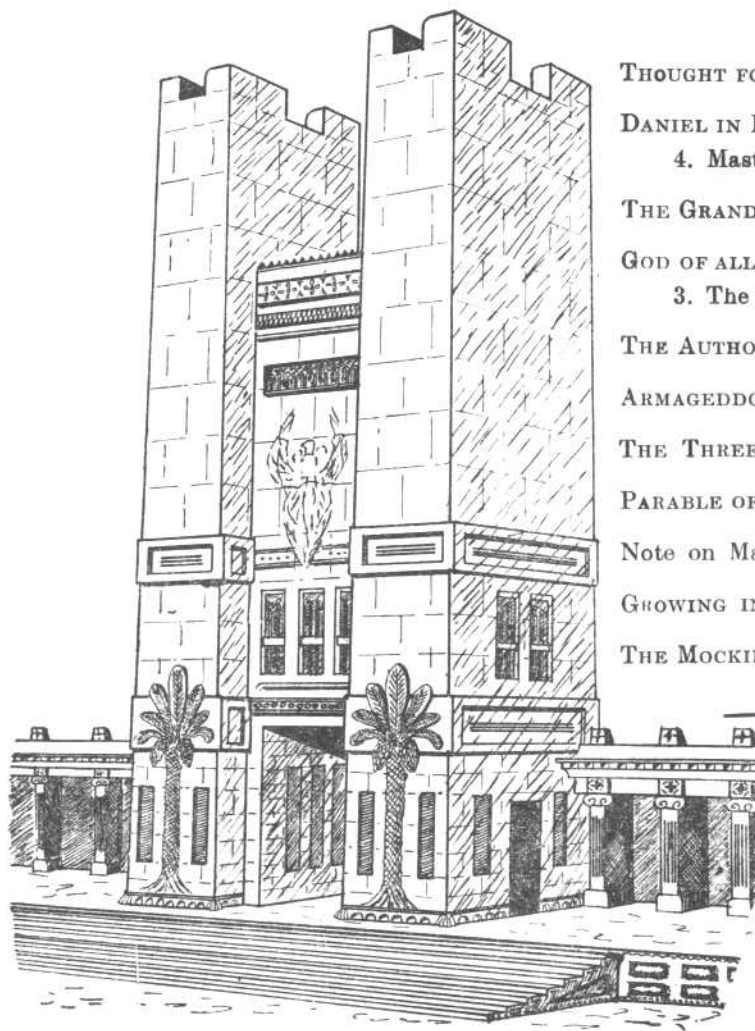 THOUGHT FO
DANIEL IN
4. Mast
THE GRAND
GOD OF ALL
3. The
THE AUTHO
ARMAGEDDO
THE THREE
PARABLE OF
Note on Ma
GROWING IN
THE MOCKIN